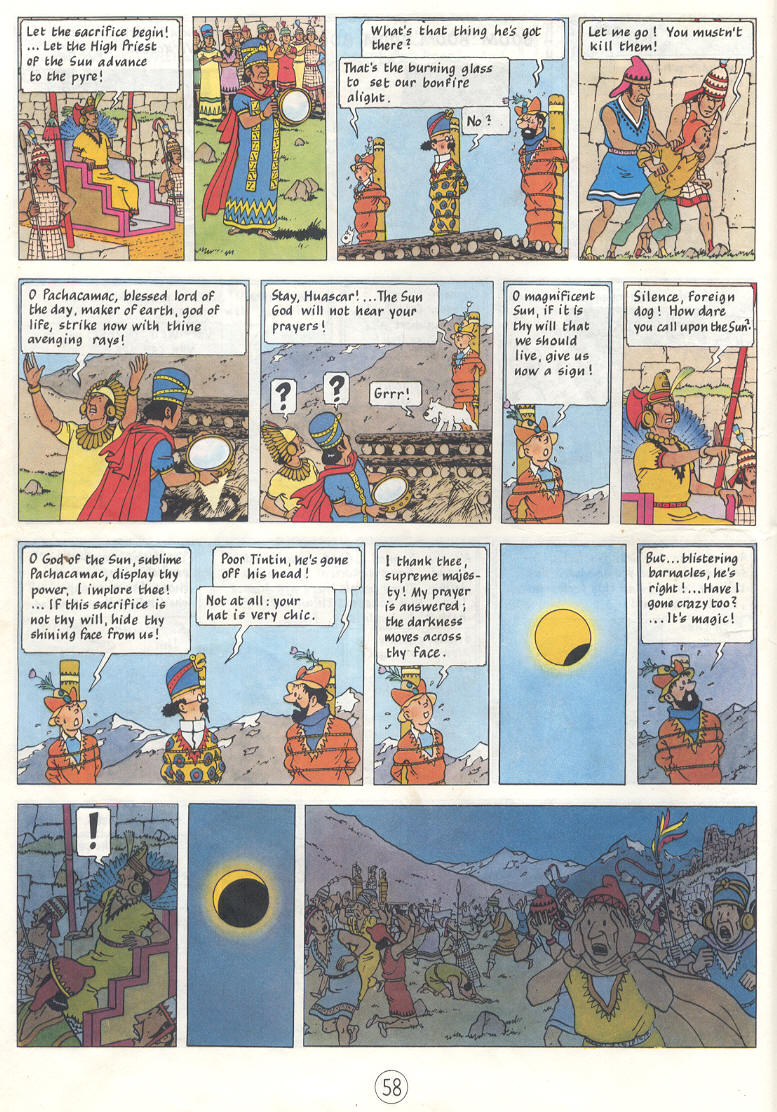 Let the sacrifice begin!
... Let the High Priest
of the Sun advance
to the pyre!
What's that thing he's got
there?
That's the burning glass
to set our bonfire
alight.
No?
Let me go! You mustn't
kill them!
O Pachacamac, blessed lord of
the day, maker of earth, god of
life, strike now with thine
avenging rays!
Stay, Huascar! ...The Sun
God will not hear your
prayers!
?
?
Grrr!
O magnificent
Sun, if it is
thy will that
we should
live, give us
now a sign!
Silence, foreign
dog! How dare
you call upon the Sun?
O God of the Sun, sublime
Pachacamac, display thy
power, I implore thee!
... If this sacrifice is
not thy will, hide thy
shining face from us!
Poor Tintin, he's gone
off his head!
Not at all: your
hat is very chic.
I thank thee,
supreme majes-
ty! My prayer
is answered;
the darkness
moves across
thy face.
But... blistering
barnacles, he's
right! ... Have I
gone crazy too?
... It's magic!
!
58